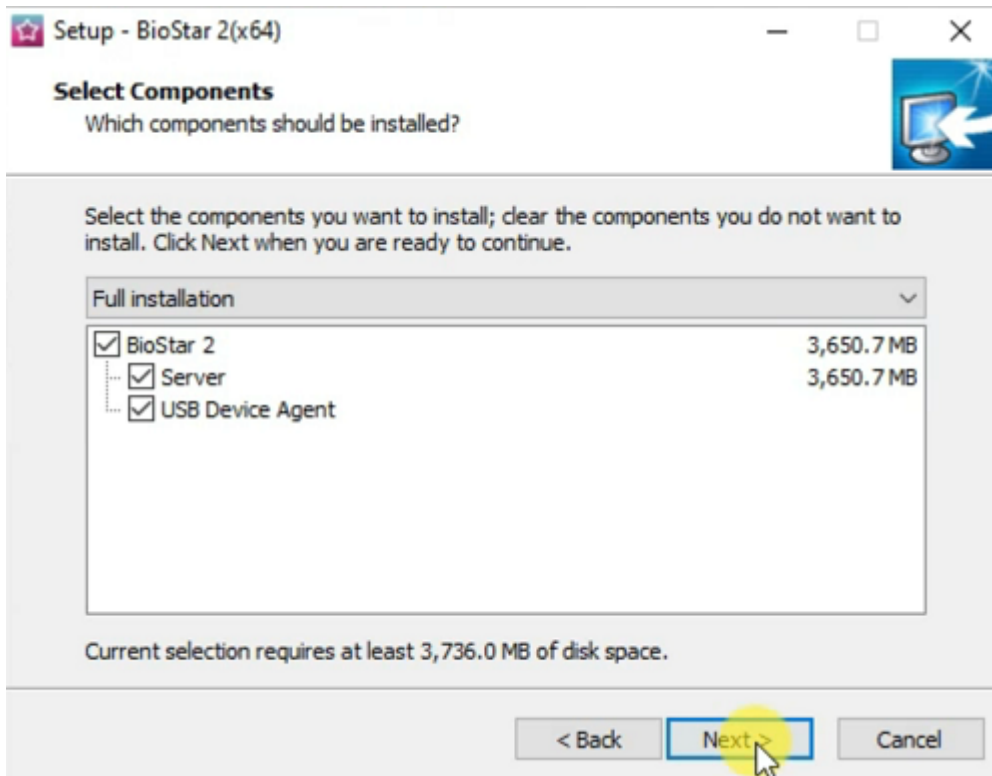 Setup - BioStar 2(x64)
Select Components
Which components should be installed?
Select the components you want to install; clear the components you do not want to
install. Click Next when you are ready to continue.
Full installation
BioStar 2 3,650.7 MB
Server 3,650.7 MB
USB Device Agent
Current selection requires at least 3,736.0 MB of disk space.
< Back Next > Cancel